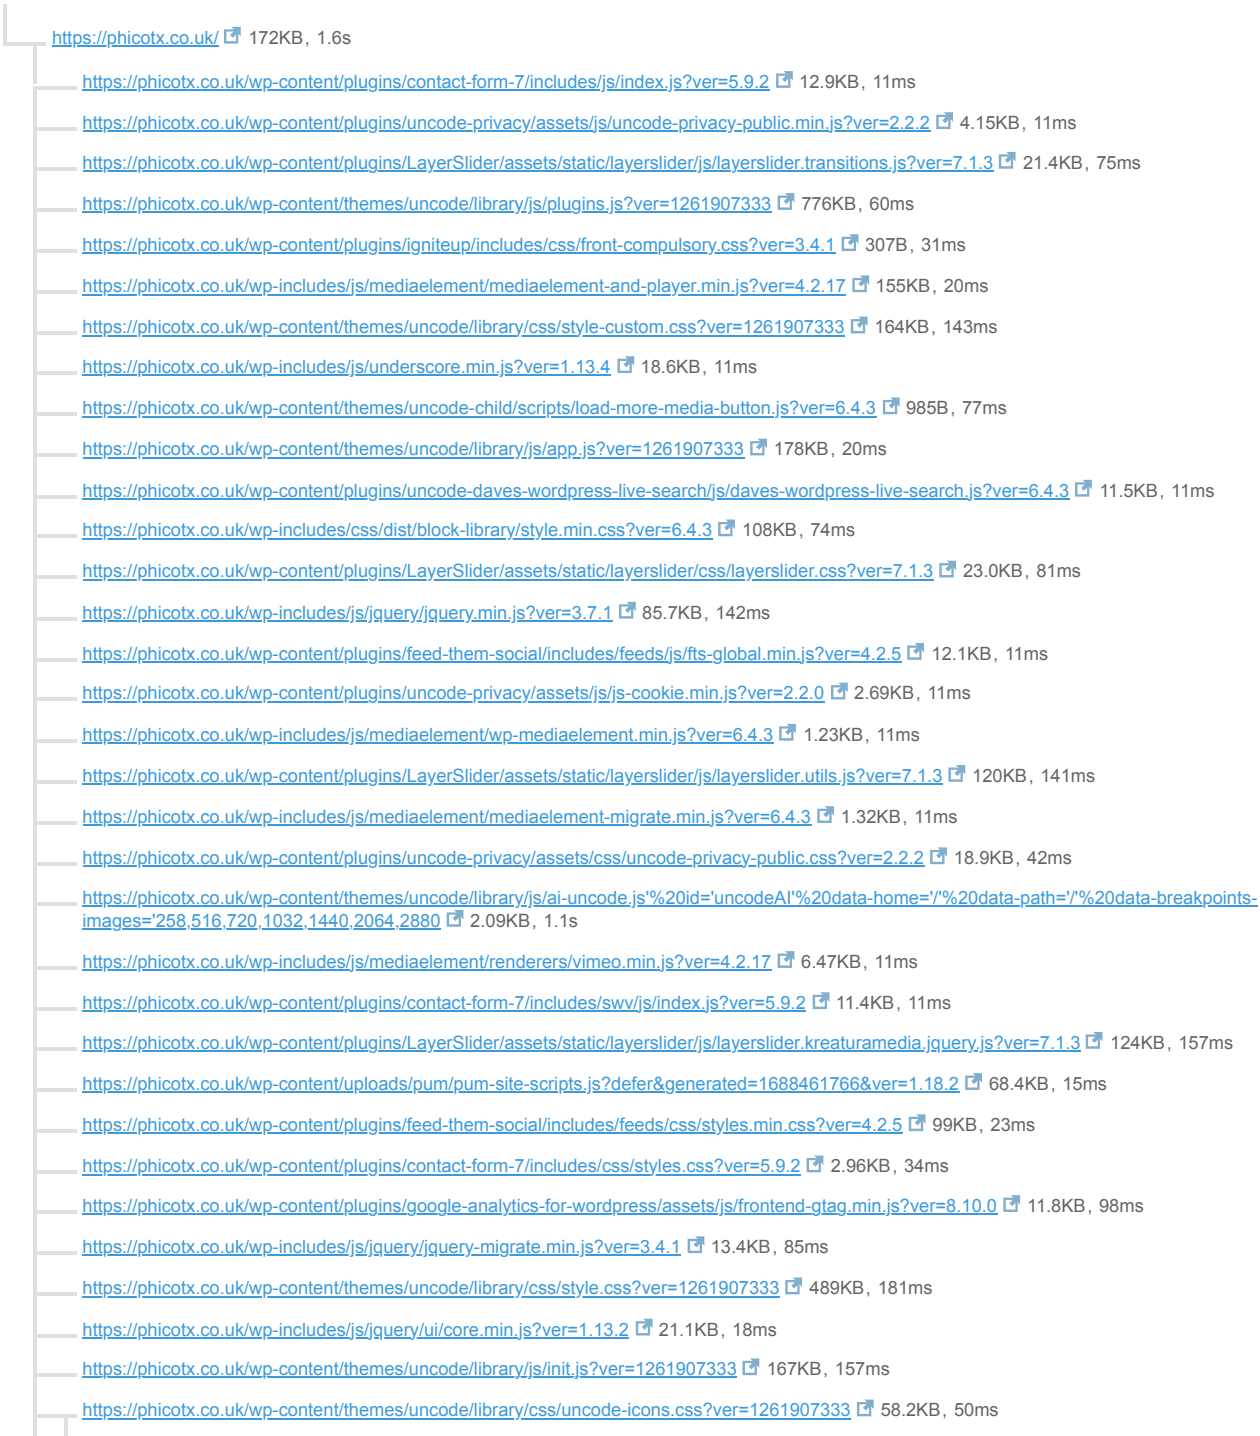 https://phicotx.co.uk/ 172KB, 1.6s
https://phicotx.co.uk/wp-content/plugins/contact-form-7/includes/js/index.js?ver=5.9.2 12.9KB, 11ms
https://phicotx.co.uk/wp-content/plugins/uncode-privacy/assets/js/uncode-privacy-public.min.js?ver=2.2.2 4.15KB, 11ms
https://phicotx.co.uk/wp-content/plugins/LayerSlider/assets/static/layerslider/js/layerslider.transitions.js?ver=7.1.3 21.4KB, 75ms
https://phicotx.co.uk/wp-content/themes/uncode/library/js/plugins.js?ver=1261907333 776KB, 60ms
https://phicotx.co.uk/wp-content/plugins/igniteup/includes/css/front-compulsory.css?ver=3.4.1 307B, 31ms
https://phicotx.co.uk/wp-includes/js/mediaelement/mediaelement-and-player.min.js?ver=4.2.17 155KB, 20ms
https://phicotx.co.uk/wp-content/themes/uncode/library/css/style-custom.css?ver=1261907333 164KB, 143ms
https://phicotx.co.uk/wp-includes/js/underscore.min.js?ver=1.13.4 18.6KB, 11ms
https://phicotx.co.uk/wp-content/themes/uncode-child/scripts/load-more-media-button.js?ver=6.4.3 985B, 77ms
https://phicotx.co.uk/wp-content/themes/uncode/library/js/app.js?ver=1261907333 178KB, 20ms
https://phicotx.co.uk/wp-content/plugins/uncode-daves-wordpress-live-search/js/daves-wordpress-live-search.js?ver=6.4.3 11.5KB, 11ms
https://phicotx.co.uk/wp-includes/css/dist/block-library/style.min.css?ver=6.4.3 108KB, 74ms
https://phicotx.co.uk/wp-content/plugins/LayerSlider/assets/static/layerslider/css/layerslider.css?ver=7.1.3 23.0KB, 81ms
https://phicotx.co.uk/wp-includes/js/jquery/jquery.min.js?ver=3.7.1 85.7KB, 142ms
https://phicotx.co.uk/wp-content/plugins/feed-them-social/includes/feeds/js/fts-global.min.js?ver=4.2.5 12.1KB, 11ms
https://phicotx.co.uk/wp-content/plugins/uncode-privacy/assets/js/js-cookie.min.js?ver=2.2.0 2.69KB, 11ms
https://phicotx.co.uk/wp-includes/js/mediaelement/wp-mediaelement.min.js?ver=6.4.3 1.23KB, 11ms
https://phicotx.co.uk/wp-content/plugins/LayerSlider/assets/static/layerslider/js/layerslider.utils.js?ver=7.1.3 120KB, 141ms
https://phicotx.co.uk/wp-includes/js/mediaelement/mediaelement-migrate.min.js?ver=6.4.3 1.32KB, 11ms
https://phicotx.co.uk/wp-content/plugins/uncode-privacy/assets/css/uncode-privacy-public.css?ver=2.2.2 18.9KB, 42ms
https://phicotx.co.uk/wp-content/themes/uncode/library/js/ai-uncode.js'%20id='uncodeAI'%20data-home='/'%20data-path='/'%20data-breakpoints-
images='258,516,720,1032,1440,2064,2880 2.09KB, 1.1s
https://phicotx.co.uk/wp-includes/js/mediaelement/renderers/vimeo.min.js?ver=4.2.17 6.47KB, 11ms
https://phicotx.co.uk/wp-content/plugins/contact-form-7/includes/swv/js/index.js?ver=5.9.2 11.4KB, 11ms
https://phicotx.co.uk/wp-content/plugins/LayerSlider/assets/static/layerslider/js/layerslider.kreaturamedia.jquery.js?ver=7.1.3 124KB, 157ms
https://phicotx.co.uk/wp-content/uploads/pum/pum-site-scripts.js?defer&generated=1688461766&ver=1.18.2 68.4KB, 15ms
https://phicotx.co.uk/wp-content/plugins/feed-them-social/includes/feeds/css/styles.min.css?ver=4.2.5 99KB, 23ms
https://phicotx.co.uk/wp-content/plugins/contact-form-7/includes/css/styles.css?ver=5.9.2 2.96KB, 34ms
https://phicotx.co.uk/wp-content/plugins/google-analytics-for-wordpress/assets/js/frontend-gtag.min.js?ver=8.10.0 11.8KB, 98ms
https://phicotx.co.uk/wp-includes/js/jquery/jquery-migrate.min.js?ver=3.4.1 13.4KB, 85ms
https://phicotx.co.uk/wp-content/themes/uncode/library/css/style.css?ver=1261907333 489KB, 181ms
https://phicotx.co.uk/wp-includes/js/jquery/ui/core.min.js?ver=1.13.2 21.1KB, 18ms
https://phicotx.co.uk/wp-content/themes/uncode/library/js/init.js?ver=1261907333 167KB, 157ms
https://phicotx.co.uk/wp-content/themes/uncode/library/css/uncode-icons.css?ver=1261907333 58.2KB, 50ms